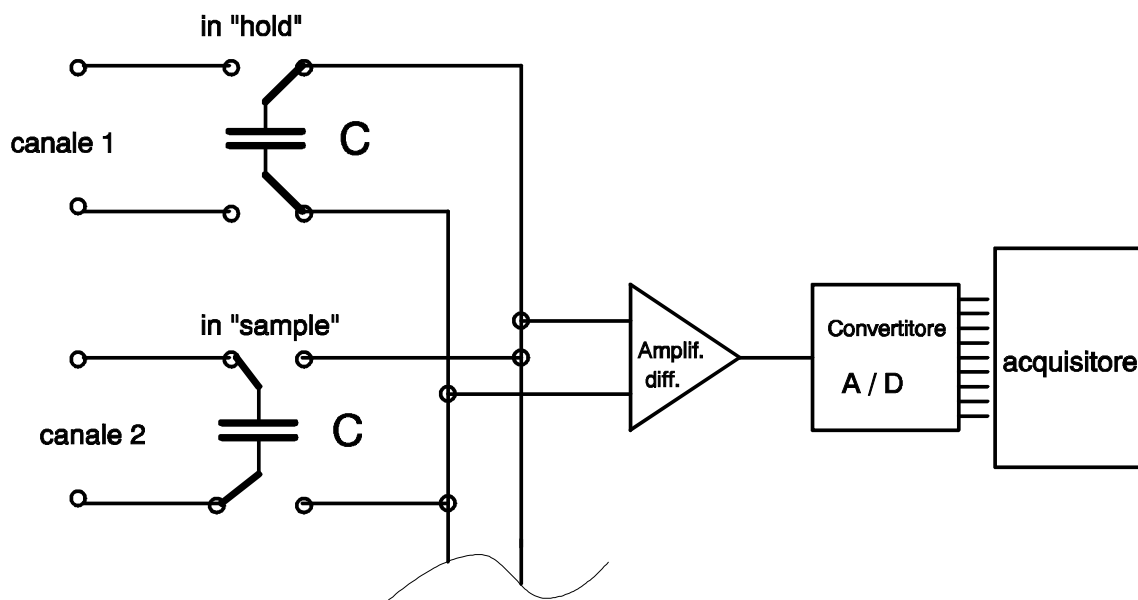 in "hold"
canale 1
C
in "sample"
canale 2
C
Amplif.
diff.
Convertitore
A / D
acquisitore